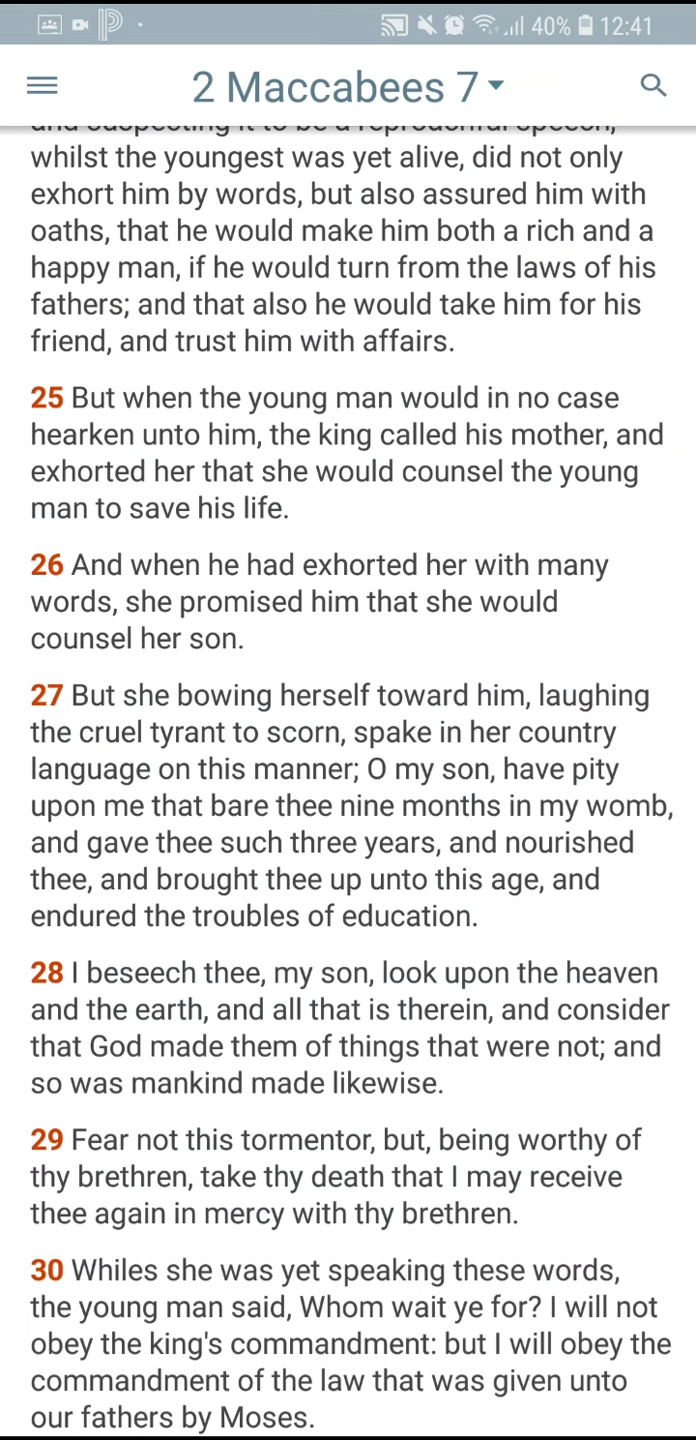 40% 12:41
2 Maccabees 7
and suspecting it to be a reproachful speech,
whilst the youngest was yet alive, did not only
exhort him by words, but also assured him with
oaths, that he would make him both a rich and a
happy man, if he would turn from the laws of his
fathers; and that also he would take him for his
friend, and trust him with affairs.
25 But when the young man would in no case
hearken unto him, the king called his mother, and
exhorted her that she would counsel the young
man to save his life.
26 And when he had exhorted her with many
words, she promised him that she would
counsel her son.
27 But she bowing herself toward him, laughing
the cruel tyrant to scorn, spake in her country
language on this manner; O my son, have pity
upon me that bare thee nine months in my womb,
and gave thee such three years, and nourished
thee, and brought thee up unto this age, and
endured the troubles of education.
28 I beseech thee, my son, look upon the heaven
and the earth, and all that is therein, and consider
that God made them of things that were not; and
so was mankind made likewise.
29 Fear not this tormentor, but, being worthy of
thy brethren, take thy death that I may receive
thee again in mercy with thy brethren.
30 Whiles she was yet speaking these words,
the young man said, Whom wait ye for? I will not
obey the king's commandment: but I will obey the
commandment of the law that was given unto
our fathers by Moses.